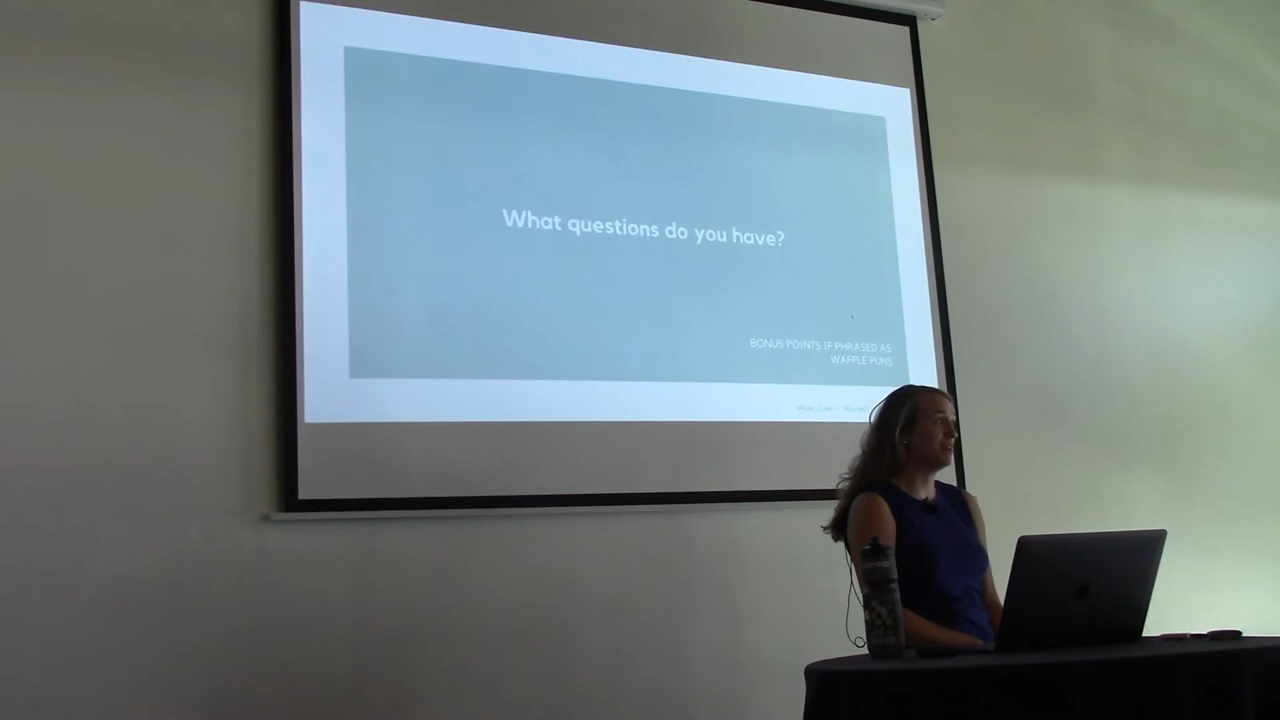 What questions do you have?
BONUS POINTS IF PHRASED AS
WAFFLE PUNS